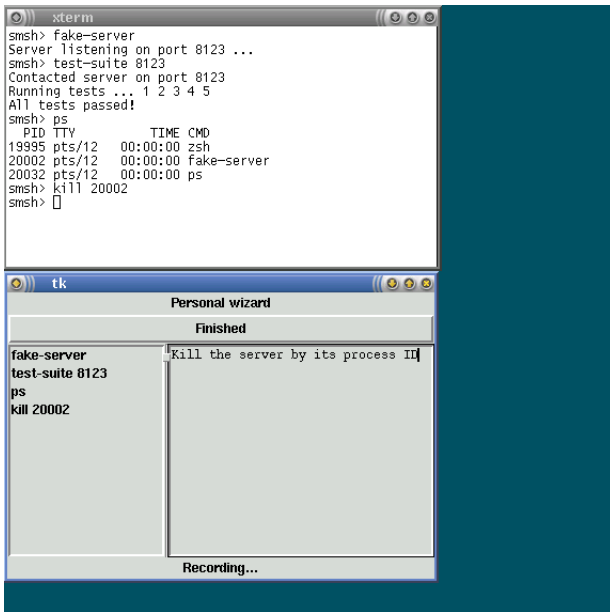 xterm
smsh> fake-server
Server listening on port 8123 ...
smsh> test-suite 8123
Contacted server on port 8123
Running tests ... 1 2 3 4 5
All tests passed!
smsh> ps
PID TTY TIME CMD
19995 pts/12 00:00:00 zsh
20002 pts/12 00:00:00 fake-server
20032 pts/12 00:00:00 ps
smsh> kill 20002
smsh>
tk
Personal wizard
Finished
fake-server
test-suite 8123
ps
kill 20002
Kill the server by its process ID
Recording...